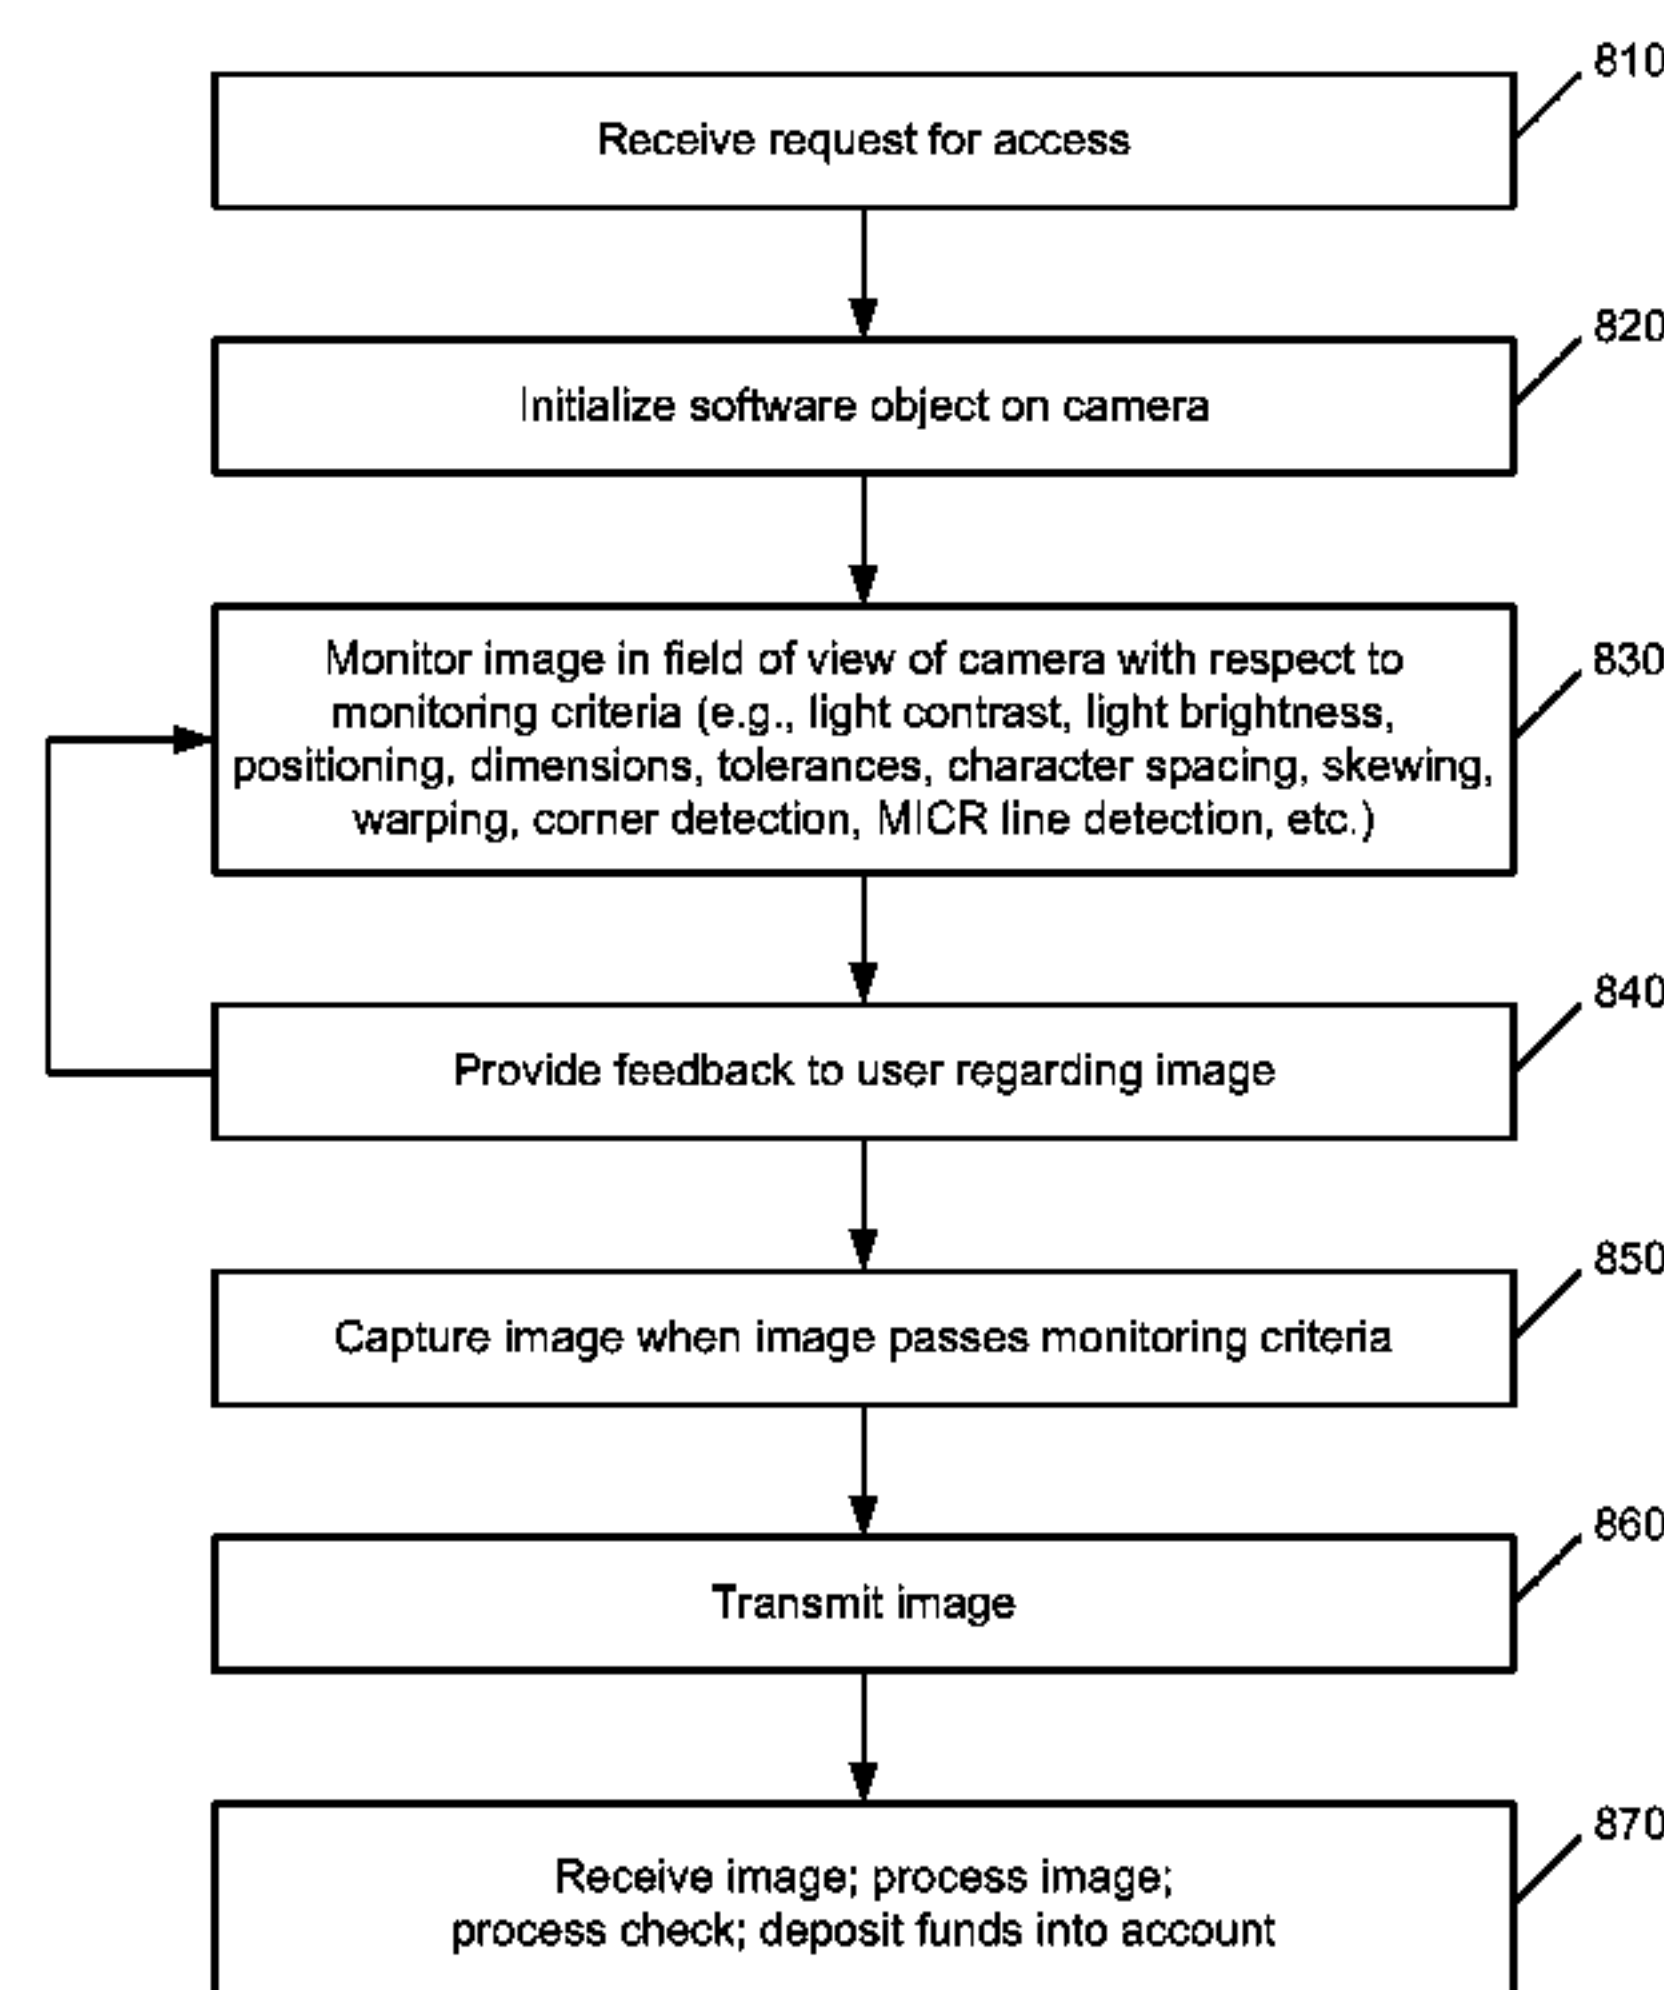 810
Receive request for access
820
Initialize software object on camera
830
Monitor image in field of view of camera with respect to
monitoring criteria (e.g., light contrast, light brightness,
positioning, dimensions, tolerances, character spacing, skewing,
warping, corner detection, MICR line detection, etc.)
840
Provide feedback to user regarding image
850
Capture image when image passes monitoring criteria
860
Transmit image
870
Receive image; process image;
process check; deposit funds into account